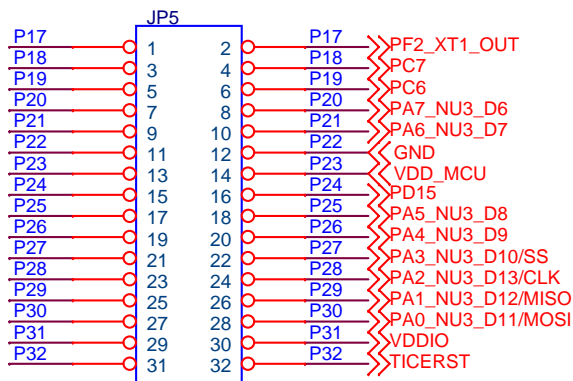 JP5
P17 1 2 P17 PF2_XT1_OUT
P18 3 4 P18 PC7
P19 5 6 P19 PC6
P20 7 8 P20 PA7_NU3_D6
P21 9 10 P21 PA6_NU3_D7
P22 11 12 P22 GND
P23 13 14 P23 VDD_MCU
P24 15 16 P24 PD15
P25 17 18 P25 PA5_NU3_D8
P26 19 20 P26 PA4_NU3_D9
P27 21 22 P27 PA3_NU3_D10/SS
P28 23 24 P28 PA2_NU3_D13/CLK
P29 25 26 P29 PA1_NU3_D12/MISO
P30 27 28 P30 PA0_NU3_D11/MOSI
P31 29 30 P31 VDDIO
P32 31 32 P32 TICERST